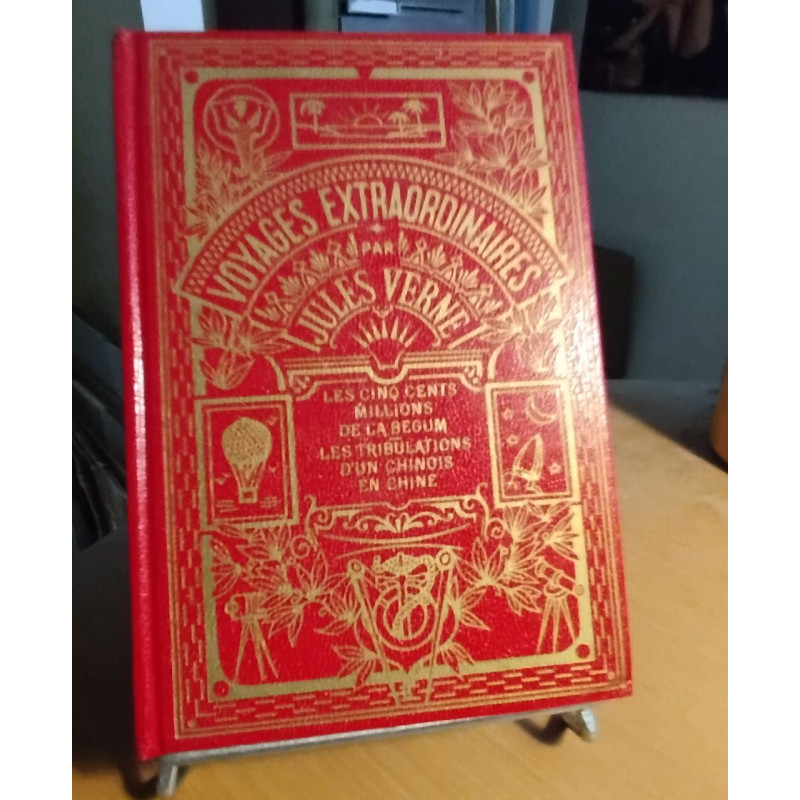 VOYAGES EXTRAORDINAIRES
PAR
JULES VERNE
LES CINQ CENTS
MILLIONS
DE LA BEGUM
LES TRIBULATIONS
D'UN CHINOIS
EN CHINE